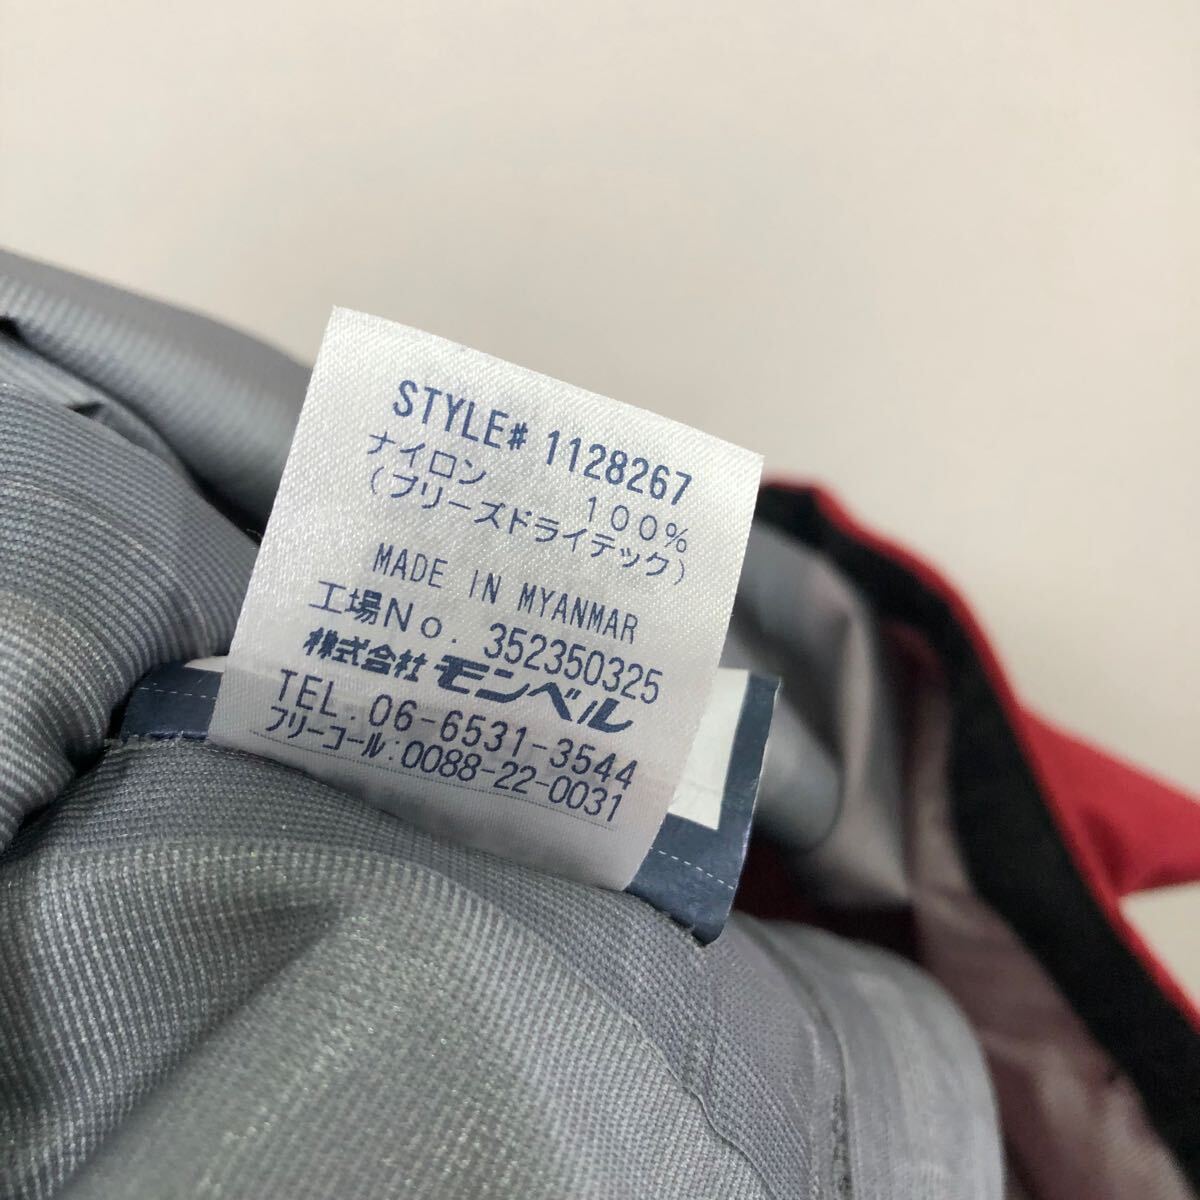 STYLE# 1128267
ナイロン 100%
(ブリーズドライテック)
MADE IN MYANMAR
工場No. 352350325
株式会社 モンベル
TEL. 06-6531-3544
フリーコール:0088-22-0031